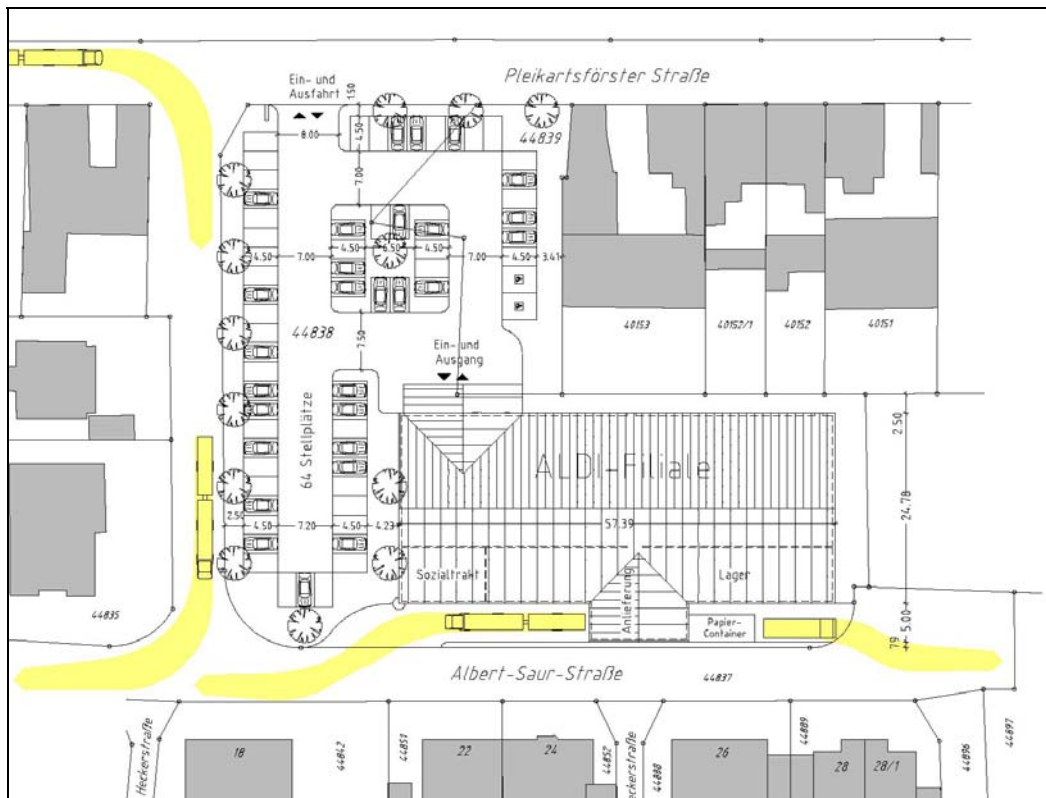 Pleikartsförster Straße
Ein- und
Ausfahrt
1.50
8.00
4.50
44839
7.00
4.50
6.50
4.50
4.50
7.00
7.00
4.50
3.41
44838
7.50
Ein- und
Ausgang
40153
40152/1
40152
40151
64 Stellplätze
ALDI-Filiale
2.50
24.78
57.39
2.50
4.50
7.20
4.50
4.23
Sozialtrakt
Anlieferung
Lager
Papier-
Container
5.00
79
44835
Albert-Saur-Straße
44837
Heckerstraße
18
44842
44851
22
24
44852
eckerstraße
44898
26
44889
28
28/1
44896
44897